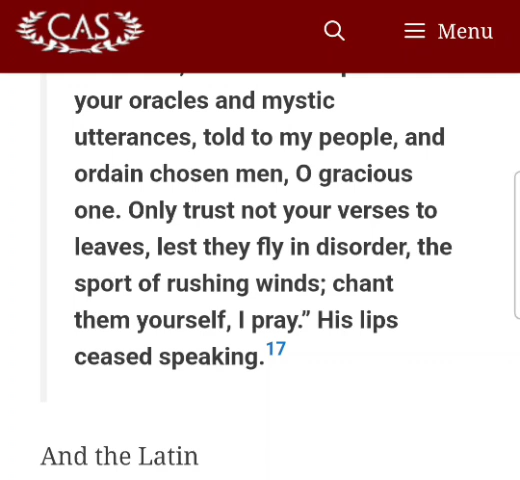 CAS
Menu
your oracles and mystic
utterances, told to my people, and
ordain chosen men, O gracious
one. Only trust not your verses to
leaves, lest they fly in disorder, the
sport of rushing winds; chant
them yourself, I pray.” His lips
ceased speaking.17
And the Latin